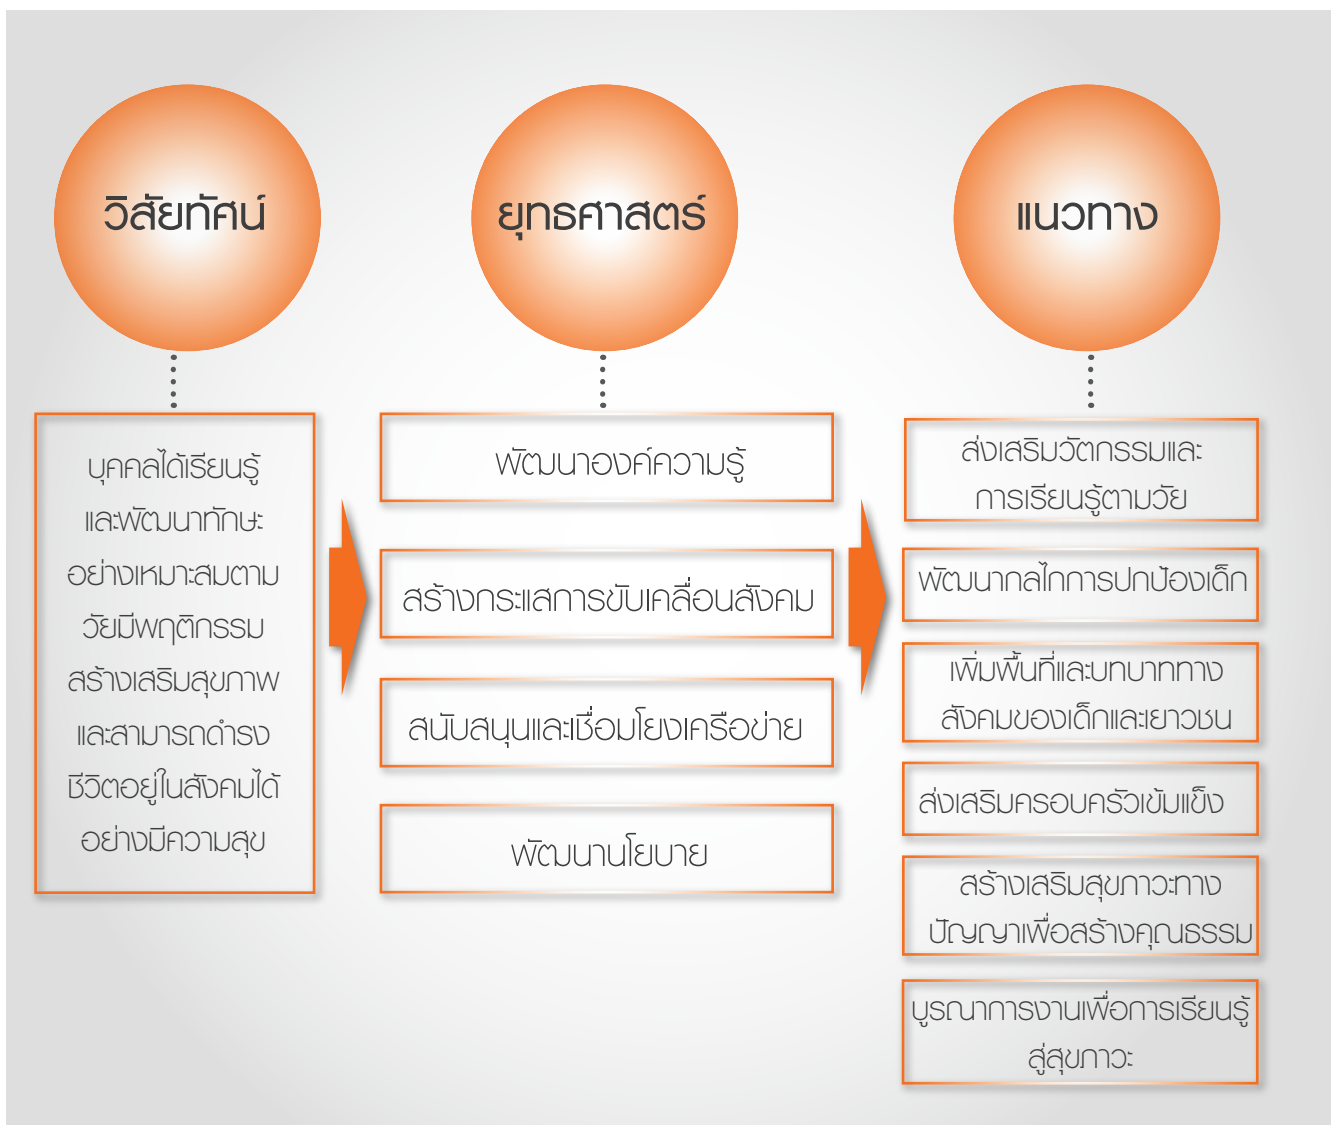 วิสัยทัศน์
บุคคลได้เรียนรู้
และพัฒนาทักษะ
อย่างเหมาะสมตาม
วัยมีพฤติกรรม
สร้างเสริมสุขภาพ
และสามารถดำรง
ชีวิตอยู่ในสังคมได้
อย่างมีความสุข
ยุทธศาสตร์
พัฒนาองค์ความรู้
สร้างกระแสการขับเคลื่อนสังคม
สนับสนุนและเชื่อมโยงเครือข่าย
พัฒนานโยบาย
แนวทาง
ส่งเสริมวัตกรรมและ
การเรียนรู้ตามวัย
พัฒนากลไกการปกป้องเด็ก
เพิ่มพื้นที่และบทบาททาง
สังคมของเด็กและเยาวชน
ส่งเสริมครอบครัวเข้มแข็ง
สร้างเสริมสุขภาวะทาง
ปัญญาเพื่อสร้างคุณธรรม
บูรณาการงานเพื่อการเรียนรู้
สู่สุขภาวะ